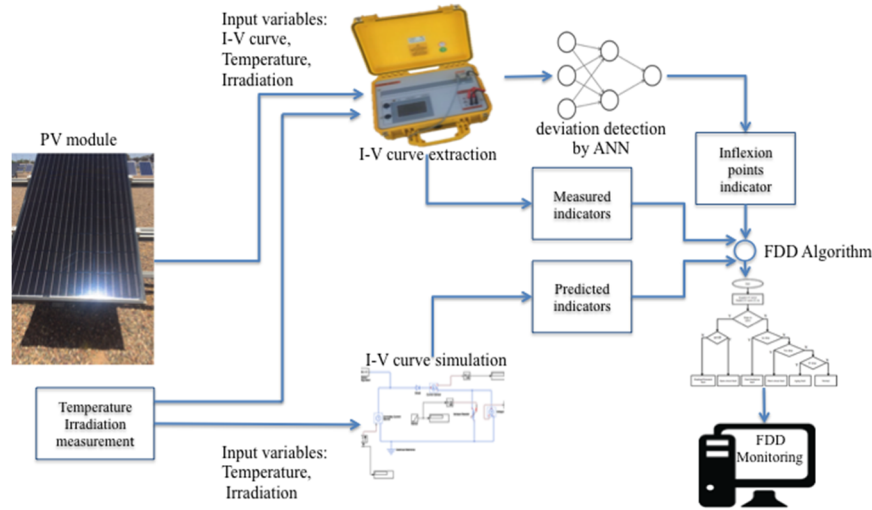 Input variables:
I-V curve,
Temperature,
Irradiation
PV module
I-V curve extraction
deviation detection
by ANN
Inflexion
points
indicator
Measured
indicators
FDD Algorithm
Predicted
indicators
I-V curve simulation
Temperature
Irradiation
measurement
Input variables:
Temperature,
Irradiation
FDD
Monitoring